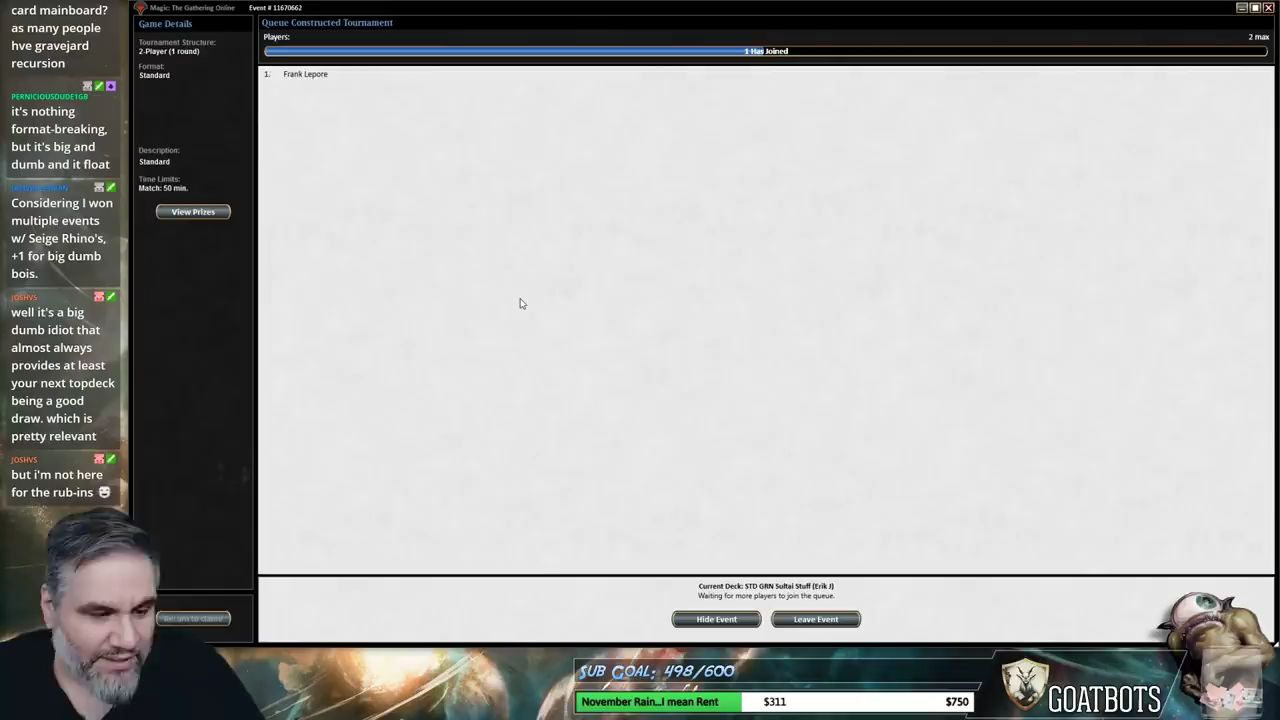 card mainboard?
as many people
hve gravejard
recursion
PERNICIOUSDUDE1GB
it's nothing
format-breaking,
but it's big and
dumb and it float
Considering I won
multiple events
w/ Seige Rhino's,
+1 for big dumb
bois.
JOSHVS
well it's a big
dumb idiot that
almost always
provides at least
your next topdeck
being a good
draw. which is
pretty relevant
JOSHVS
but i'm not here
for the rub-ins
Magic: The Gathering Online Event # 11670662
Game Details
Tournament Structure:
2-Player (1 round)
Format:
Standard
Description:
Standard
Time Limits:
Match: 50 min.
View Prizes
Return to Game
Queue Constructed Tournament
Players:
2 max
1 Has Joined
1. Frank Lepore
Current Deck: STD GRN Sultai Stuff (Erik J)
Waiting for more players to join the queue.
Hide Event
Leave Event
SUB GOAL: 498/600
November Rain...I mean Rent $311 $750
GOATBOTS